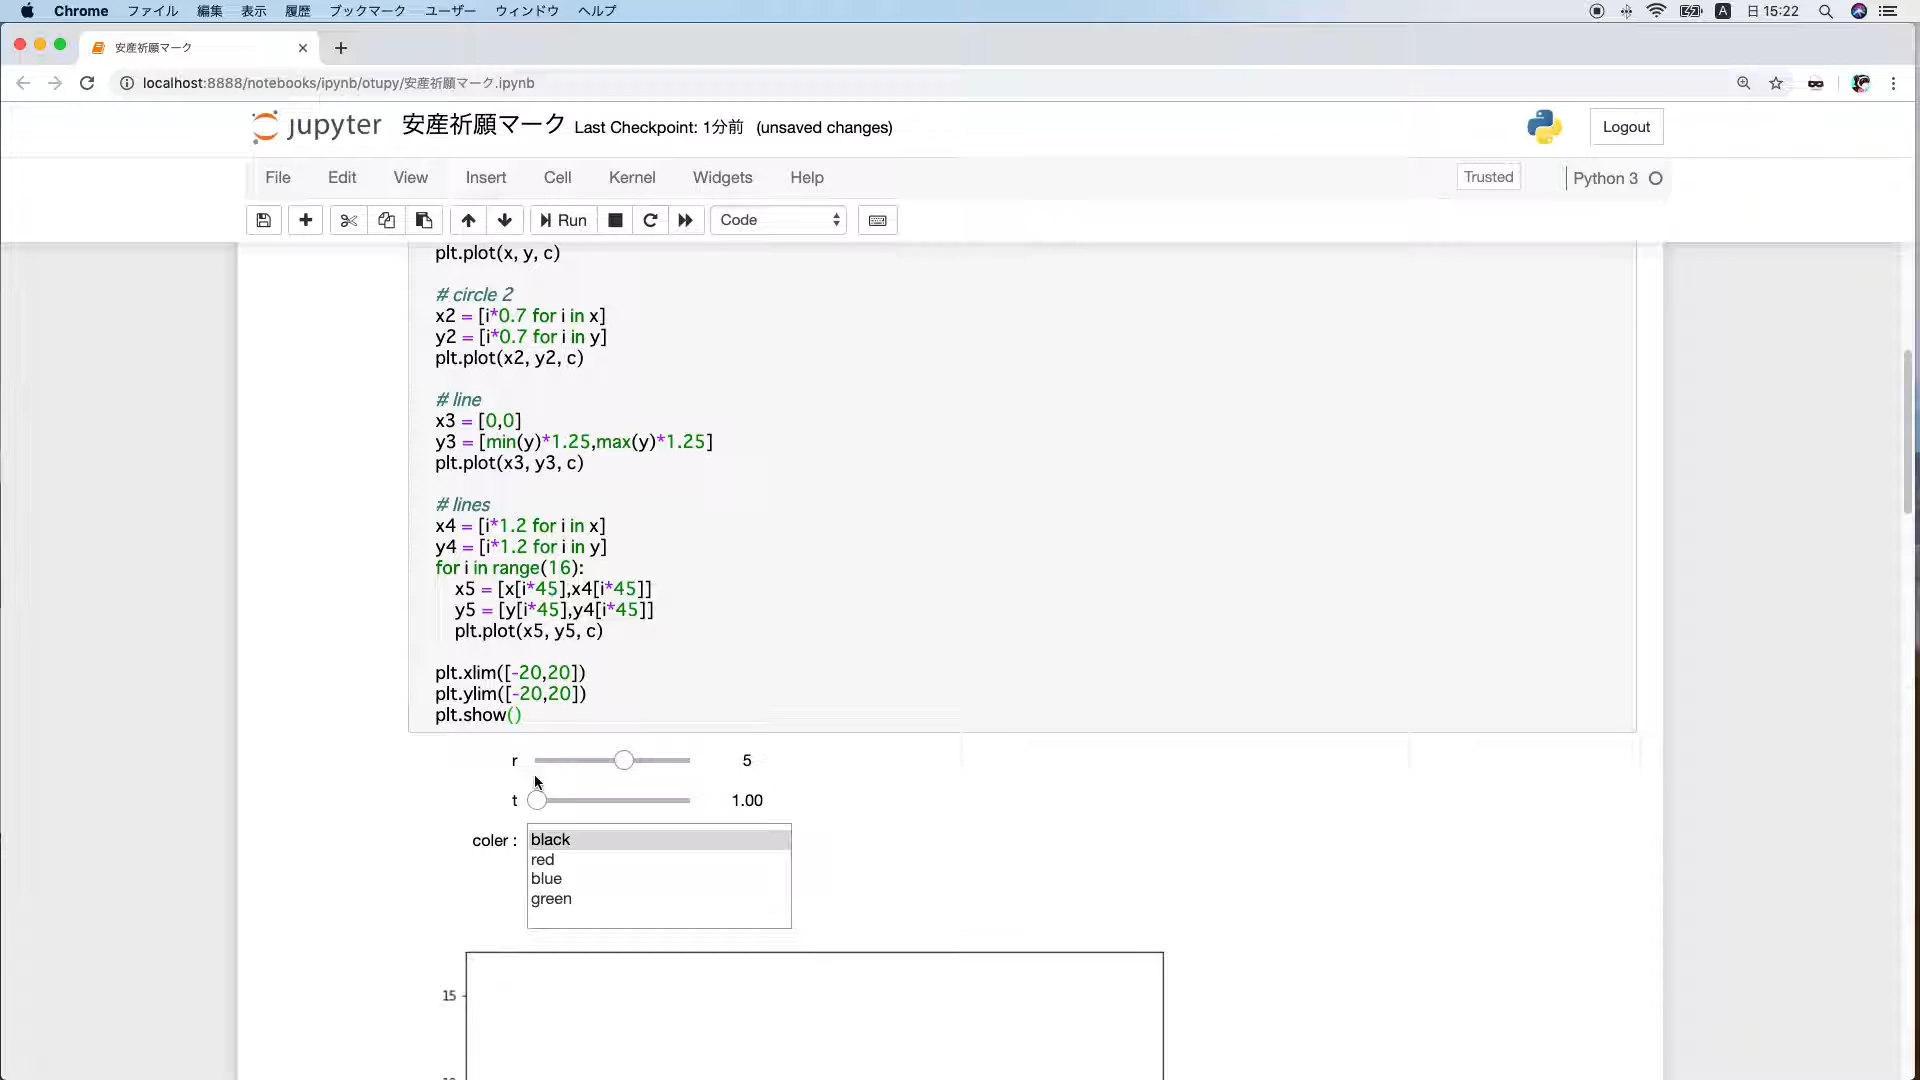 Chrome ファイル 編集 表示 履歴 ブックマーク ユーザー ウィンドウ ヘルプ A 日 15:22
安産祈願マーク
localhost:8888/notebooks/ipynb/otupy/安産祈願マーク.ipynb
jupyter 安産祈願マーク Last Checkpoint: 1分前 (unsaved changes) Logout
File Edit View Insert Cell Kernel Widgets Help Trusted Python 3
Run Code
plt.plot(x, y, c)
# circle 2
x2 = [i*0.7 for i in x]
y2 = [i*0.7 for i in y]
plt.plot(x2, y2, c)
# line
x3 = [0,0]
y3 = [min(y)*1.25,max(y)*1.25]
plt.plot(x3, y3, c)
# lines
x4 = [i*1.2 for i in x]
y4 = [i*1.2 for i in y]
for i in range(16):
x5 = [x[i*45],x4[i*45]]
y5 = [y[i*45],y4[i*45]]
plt.plot(x5, y5, c)
plt.xlim([-20,20])
plt.ylim([-20,20])
plt.show()
r 5
t 1.00
coler : black
red
blue
green
15